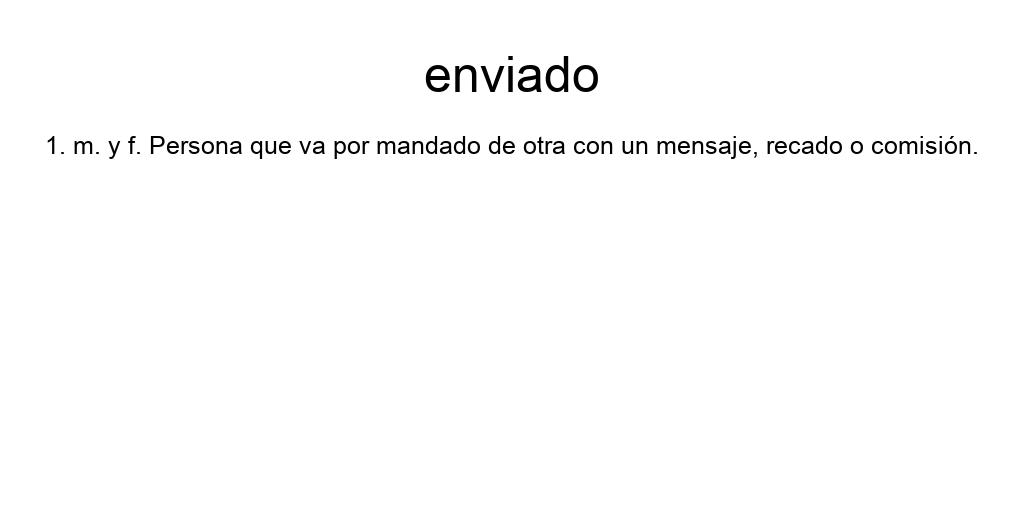 enviado
1. m. y f. Persona que va por mandado de otra con un mensaje, recado o comisión.